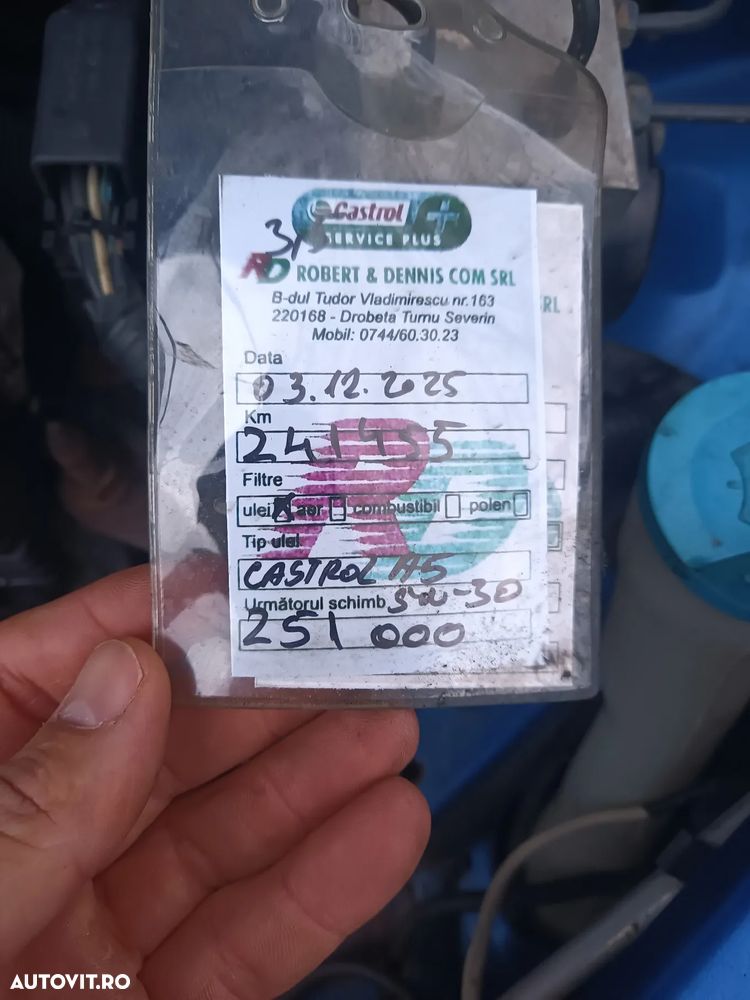 Castrol
SERVICE PLUS
RD ROBERT & DENNIS COM SRL
B-dul Tudor Vladimirescu nr.163
220168 - Drobeta Turnu Severin
Mobil: 0744/60.30.23
Data
03.12.2025
Km
241455
Filtre
ulei X aer combustibil polen
Tip ulei
CASTROL A5
Următorul schimb 5W-30
251 000
RL
AUTOVIT.RO